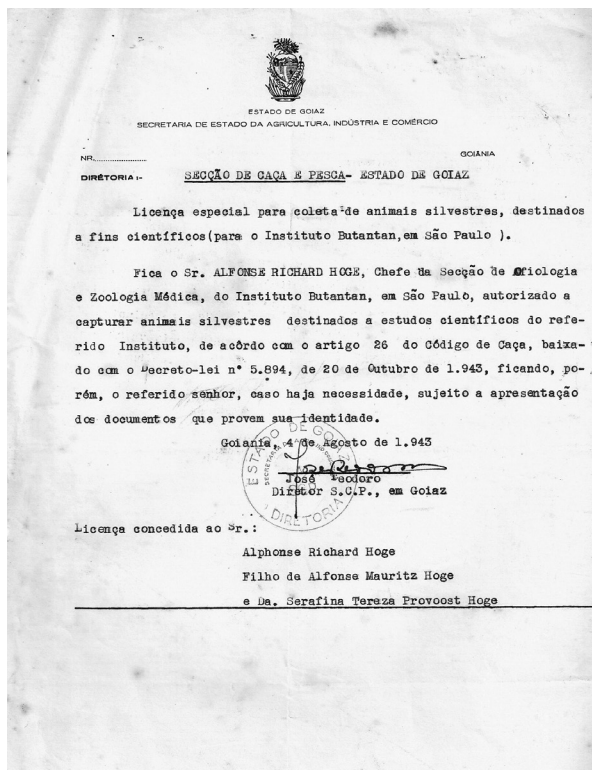 ESTADO DE GOIAZ
SECRETARIA DE ESTADO DA AGRICULTURA, INDÚSTRIA E COMÉRCIO
NR.......................
GOIÂNIA
DIRÉTORIA :- SECÇÃO DE CAÇA E PESCA- ESTADO DE GOIAZ
Licença especial para coleta de animais silvestres, destinados
a fins científicos(para o Instituto Butantan,em São Paulo ).
Fica o Sr. ALFONSE RICHARD HOGE, Chefe da Secção de Ofiologia
e Zoologia Médica, do Instituto Butantan, em São Paulo, autorizado a
capturar animais silvestres destinados a estudos científicos do refe-
rido Instituto, de acôrdo com o artigo 26 do Código de Caça, baixa-
do com o Decreto-lei nº 5.894, de 20 de Outubro de 1.943, ficando, po-
rém, o referido senhor, caso haja necessidade, sujeito a apresentação
dos documentos que provem sua identidade.
Goiania, 4 de Agosto de 1.943
ESTADO DE GOIAZ
DIRETORIA
José Teodoro
Diretor S.C.P., em Goiaz
Licença concedida ao Sr.:
Alphonse Richard Hoge
Filho de Alfonse Mauritz Hoge
e Da. Serafina Tereza Provoost Hoge